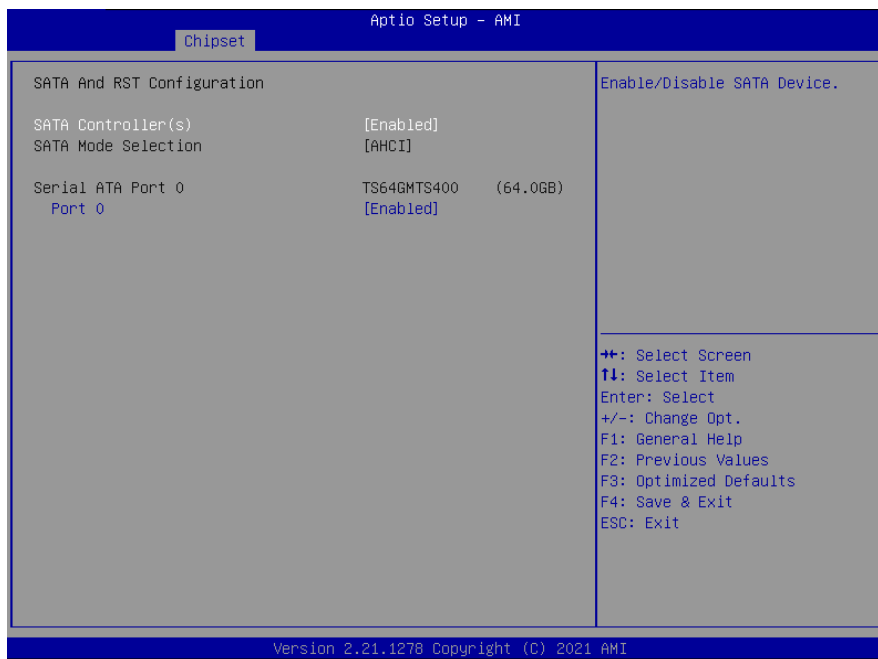 Aptio Setup – AMI
Chipset
SATA And RST Configuration
SATA Controller(s) [Enabled]
SATA Mode Selection [AHCI]
Serial ATA Port 0 TS64GMTS400 (64.0GB)
Port 0 [Enabled]
Enable/Disable SATA Device.
→←: Select Screen
↑↓: Select Item
Enter: Select
+/-: Change Opt.
F1: General Help
F2: Previous Values
F3: Optimized Defaults
F4: Save & Exit
ESC: Exit
Version 2.21.1278 Copyright (C) 2021 AMI